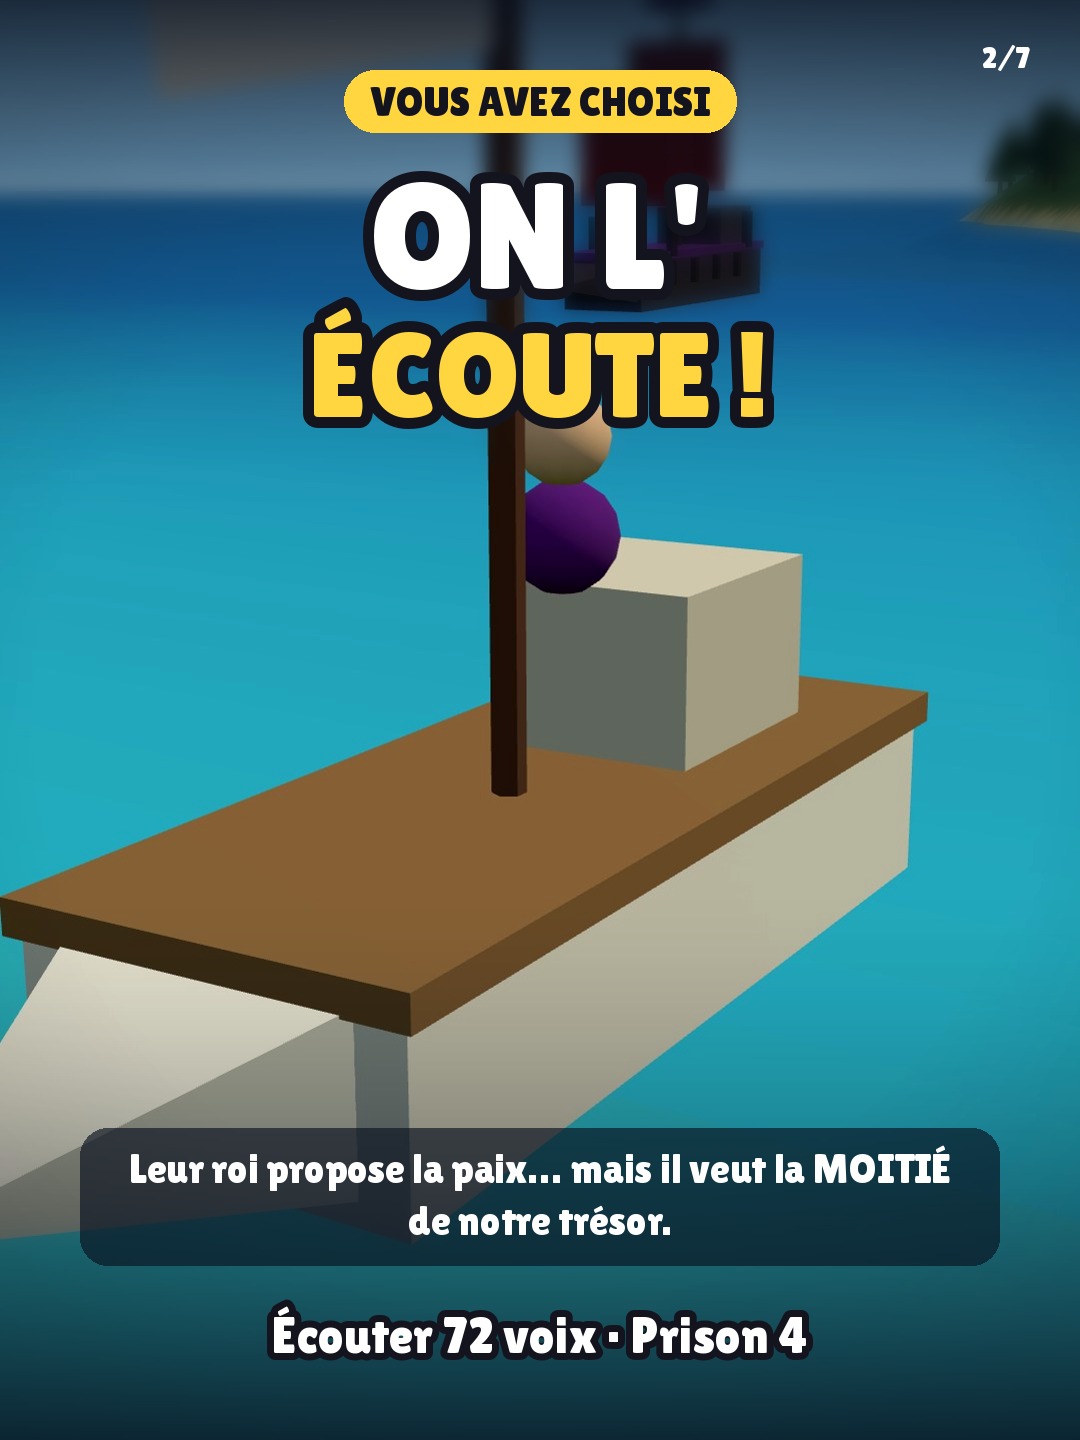 2/7
VOUS AVEZ CHOISI
ON L'
ÉCOUTE !
Leur roi propose la paix... mais il veut la MOITIÉ
de notre trésor.
Écouter 72 voix · Prison 4